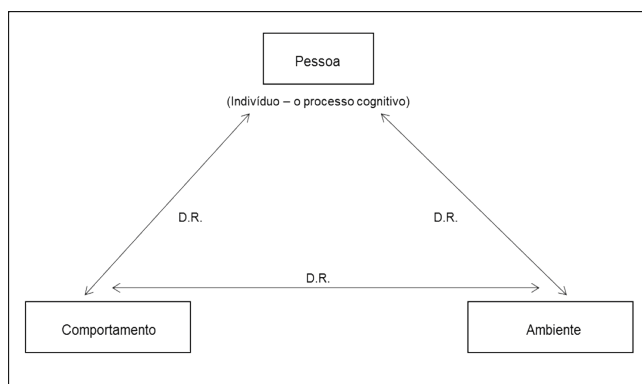 Pessoa
(Indivíduo – o processo cognitivo)
D.R.
D.R.
D.R.
Comportamento
Ambiente